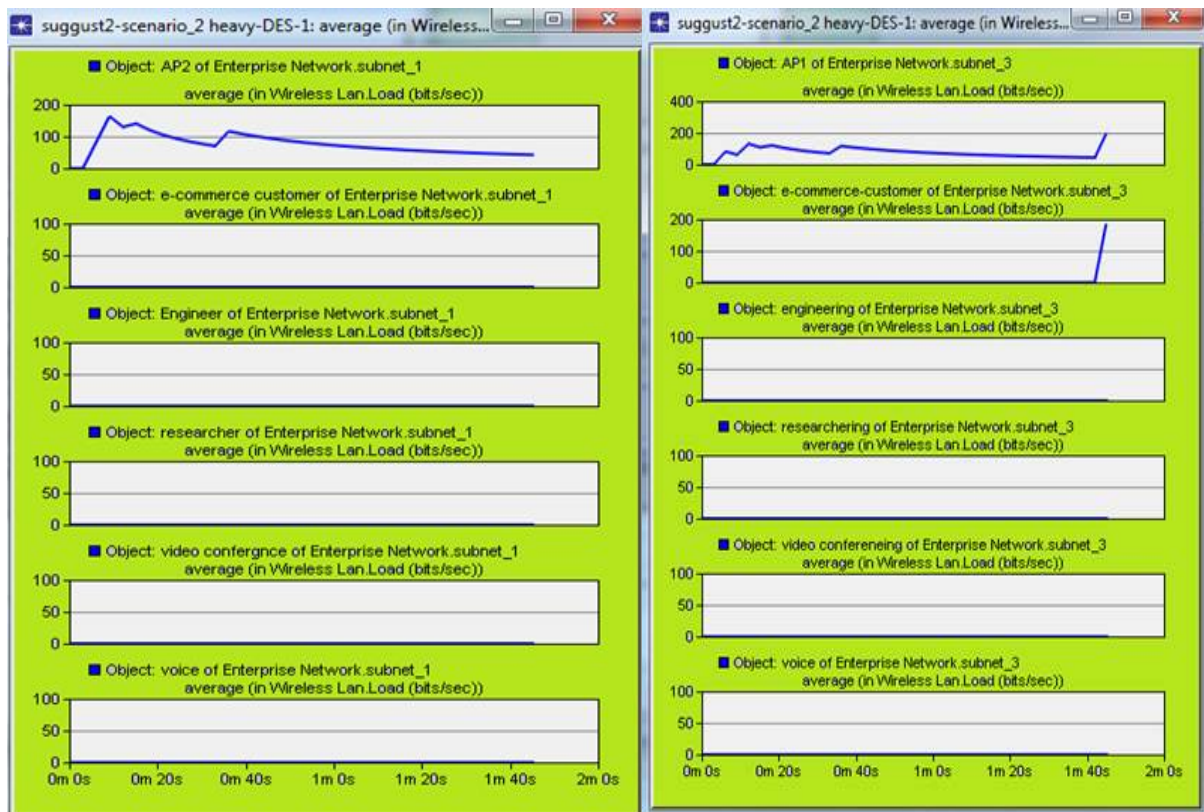 suggust2-scenario_2 heavy-DES-1: average (in Wireless...
Object: AP2 of Enterprise Network.subnet_1
average (in Wireless Lan.Load (bits/sec))
200
100
0
Object: e-commerce customer of Enterprise Network.subnet_1
average (in Wireless Lan.Load (bits/sec))
100
50
0
Object: Engineer of Enterprise Network.subnet_1
average (in Wireless Lan.Load (bits/sec))
100
50
0
Object: researcher of Enterprise Network.subnet_1
average (in Wireless Lan.Load (bits/sec))
100
50
0
Object: video confergnce of Enterprise Network.subnet_1
average (in Wireless Lan.Load (bits/sec))
100
50
0
Object: voice of Enterprise Network.subnet_1
average (in Wireless Lan.Load (bits/sec))
100
50
0
0m 0s 0m 20s 0m 40s 1m 0s 1m 20s 1m 40s 2m 0s
suggust2-scenario_2 heavy-DES-1: average (in Wireless...
Object: AP1 of Enterprise Network.subnet_3
average (in Wireless Lan.Load (bits/sec))
400
200
0
Object: e-commerce-customer of Enterprise Network.subnet_3
average (in Wireless Lan.Load (bits/sec))
200
100
0
Object: engineering of Enterprise Network.subnet_3
average (in Wireless Lan.Load (bits/sec))
100
50
0
Object: researchering of Enterprise Network.subnet_3
average (in Wireless Lan.Load (bits/sec))
100
50
0
Object: video confereneing of Enterprise Network.subnet_3
average (in Wireless Lan.Load (bits/sec))
100
50
0
Object: voice of Enterprise Network.subnet_3
average (in Wireless Lan.Load (bits/sec))
100
50
0
0m 0s 0m 20s 0m 40s 1m 0s 1m 20s 1m 40s 2m 0s